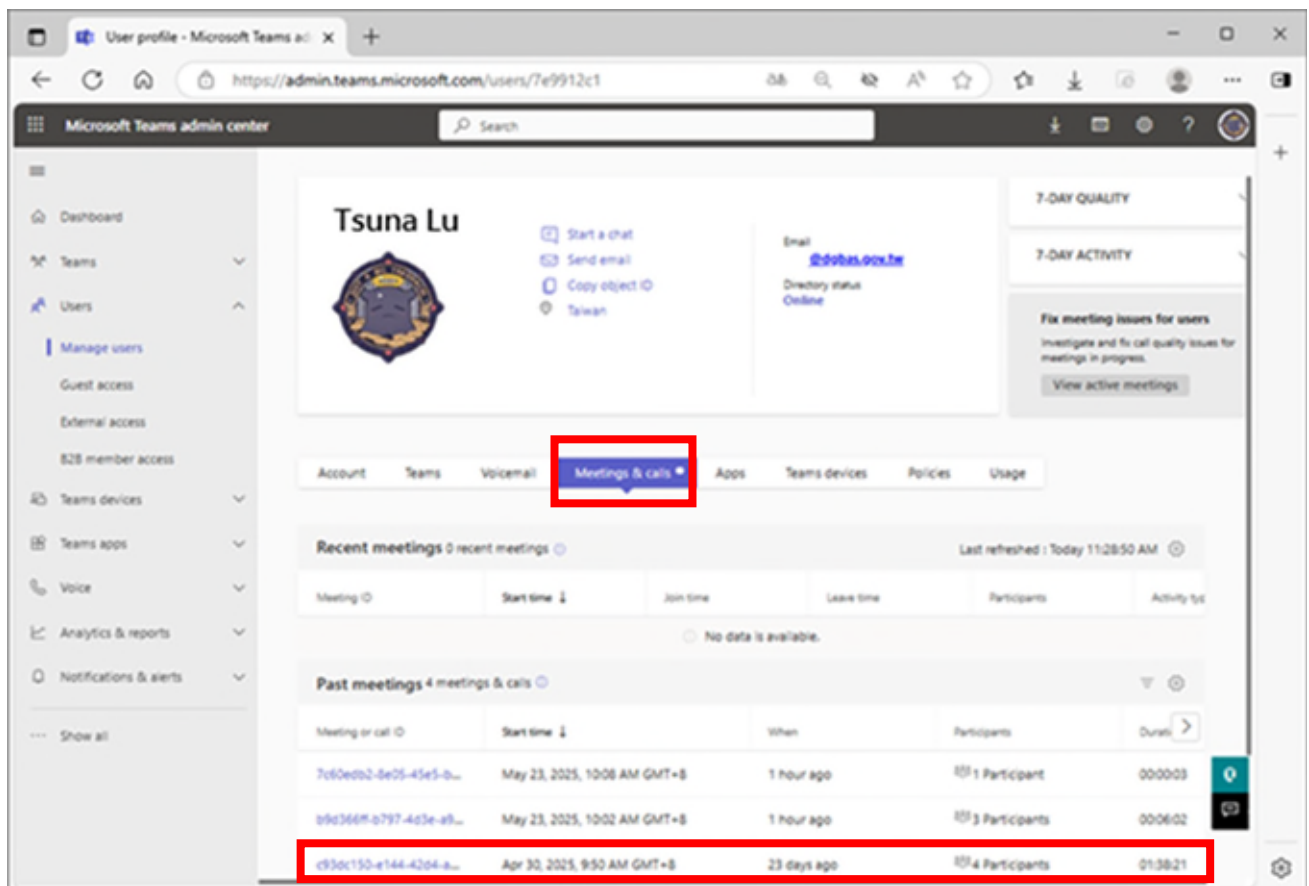 User profile - Microsoft Teams ad
https://admin.teams.microsoft.com/users/7e9912c1
Microsoft Teams admin center
Search
Dashboard
Teams
Users
Manage users
Guest access
External access
B2B member access
Teams devices
Teams apps
Voice
Analytics & reports
Notifications & alerts
Show all
Tsuna Lu
Start a chat
Send email
Copy object ID
Taiwan
Email
@dgbas.gov.tw
Directory status
Online
7-DAY QUALITY
7-DAY ACTIVITY
Fix meeting issues for users
Investigate and fix call quality issues for
meetings in progress.
View active meetings
Account Teams Voicemail Meetings & calls Apps Teams devices Policies Usage
Recent meetings 0 recent meetings Last refreshed : Today 11:28:50 AM
Meeting ID Start time ↓ Join time Leave time Participants Activity typ
No data is available.
Past meetings 4 meetings & calls
Meeting or call ID Start time ↓ When Participants Durati
7c60edb2-8e05-45e5-b... May 23, 2025, 10:08 AM GMT+8 1 hour ago 1 Participant 00:00:03
b9d366ff-b797-4d3e-a9... May 23, 2025, 10:02 AM GMT+8 1 hour ago 3 Participants 00:06:02
c93dc150-e144-42d4-a... Apr 30, 2025, 9:50 AM GMT+8 23 days ago 4 Participants 01:38:21